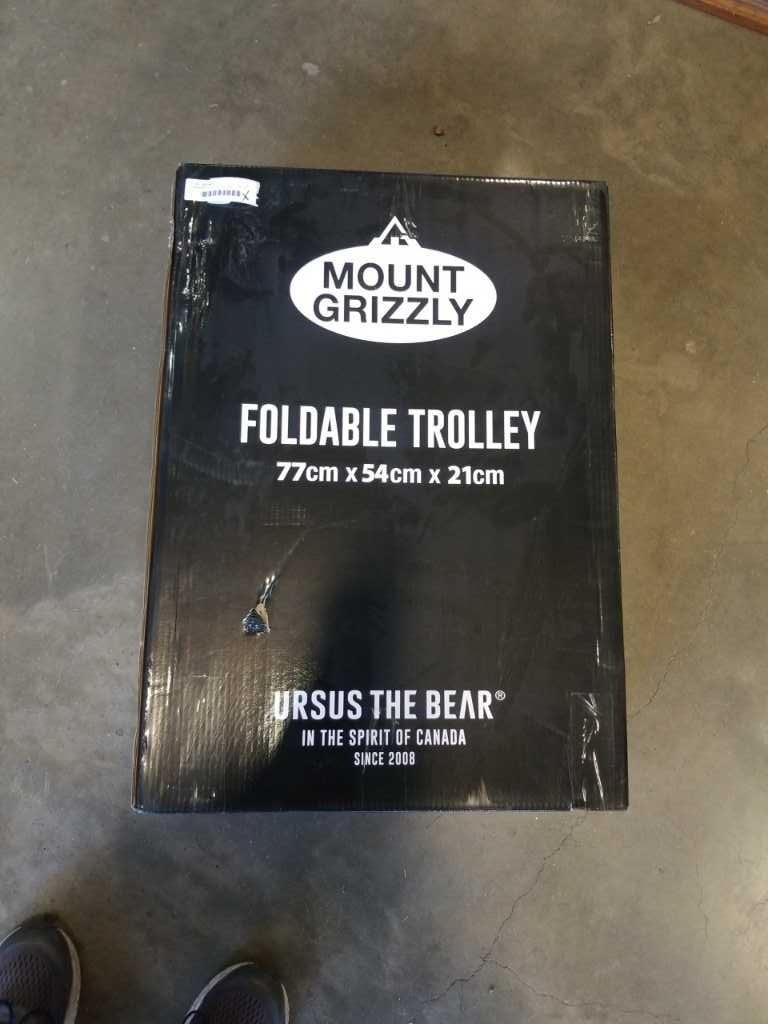 MOUNT
GRIZZLY
FOLDABLE TROLLEY
77cm x 54cm x 21cm
URSUS THE BEAR®
IN THE SPIRIT OF CANADA
SINCE 2008